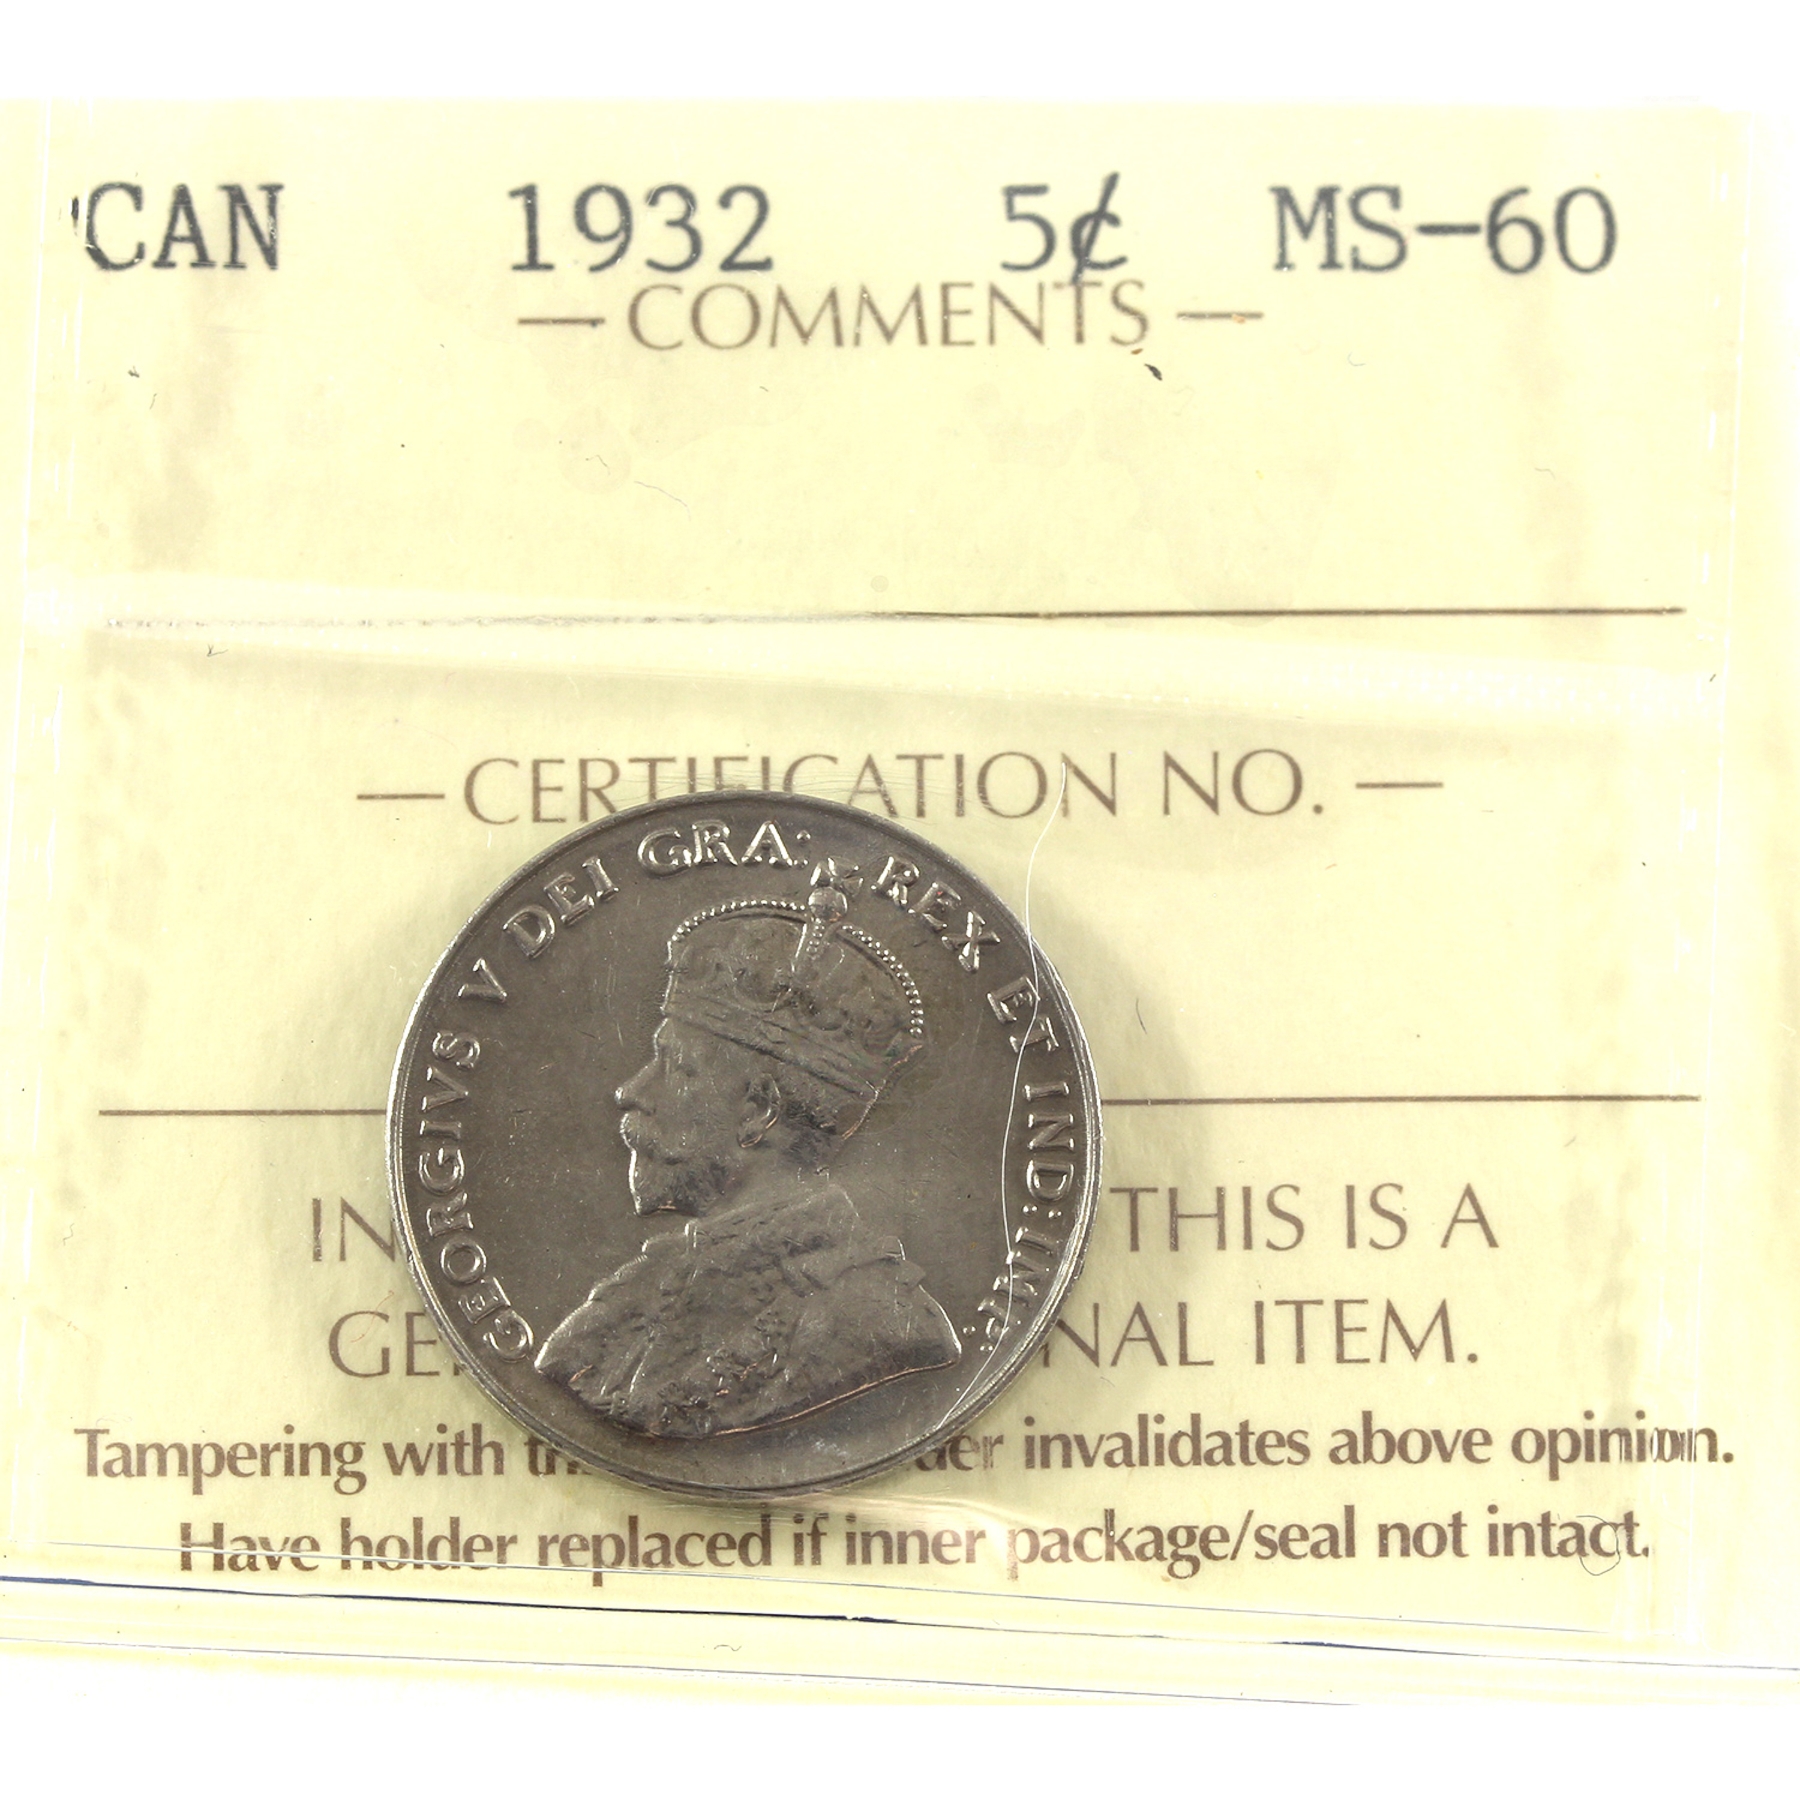 CAN 1932 5¢ MS-60
— COMMENTS —
— CERTIFICATION NO. —
GEORGIVS V DEI GRA: REX ET IND: IMP:
IN THIS IS A
GE NAL ITEM.
Tampering with th der invalidates above opinion.
Have holder replaced if inner package/seal not intact.